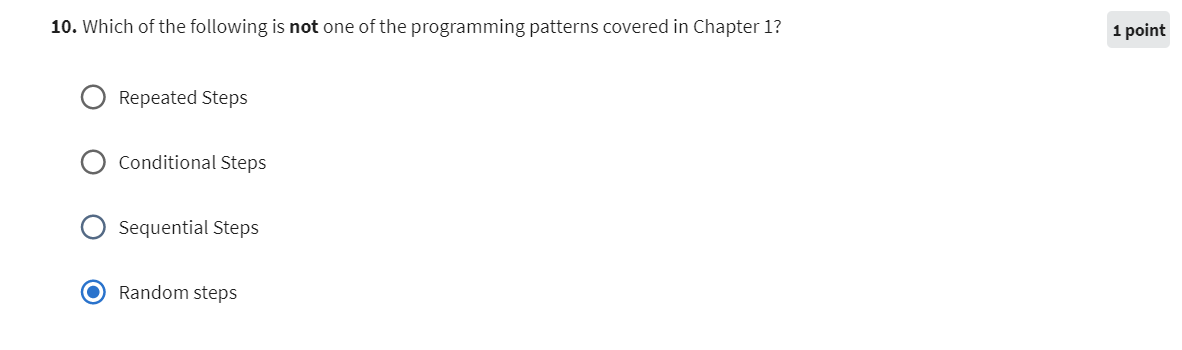 10. Which of the following is not one of the programming patterns covered in Chapter 1?
1 point
Repeated Steps
Conditional Steps
Sequential Steps
Random steps